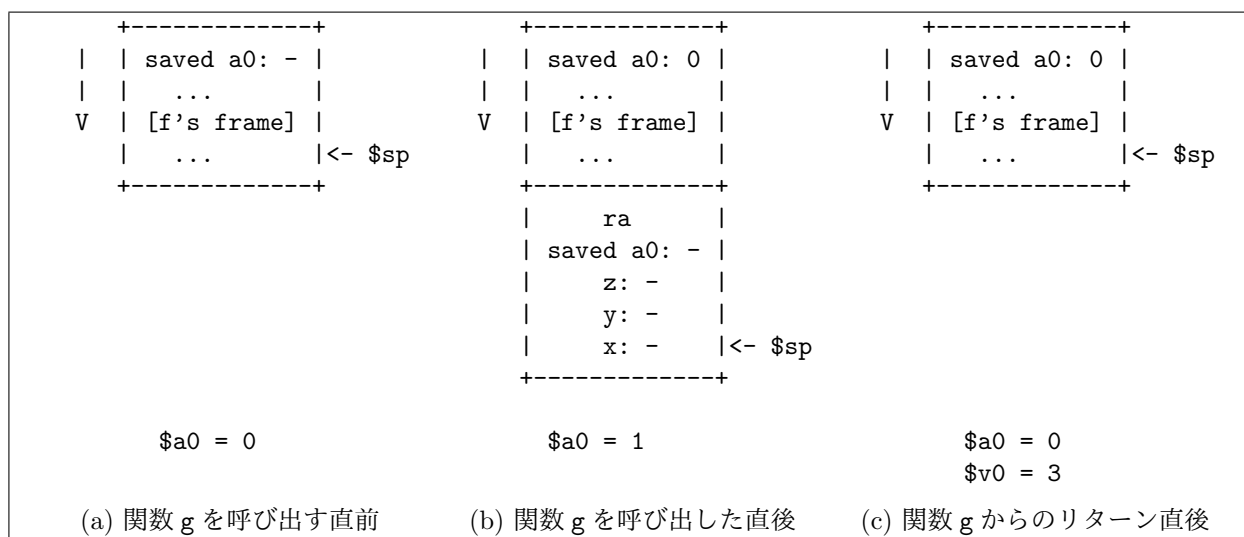 +-------------+ +-------------+ +-------------+
| | saved a0: - | | | saved a0: 0 | | | saved a0: 0 |
| | ... | | | ... | | | ... |
V | [f's frame] | V | [f's frame] | V | [f's frame] |
| ... |<- $sp | ... | | ... |<- $sp
+-------------+ +-------------+ +-------------+
| ra |
| saved a0: - |
| z: - |
| y: - |
| x: - |<- $sp
+-------------+
$a0 = 0 $a0 = 1 $a0 = 0
$v0 = 3
(a) 関数 g を呼び出す直前 (b) 関数 g を呼び出した直後 (c) 関数 g からのリターン直後